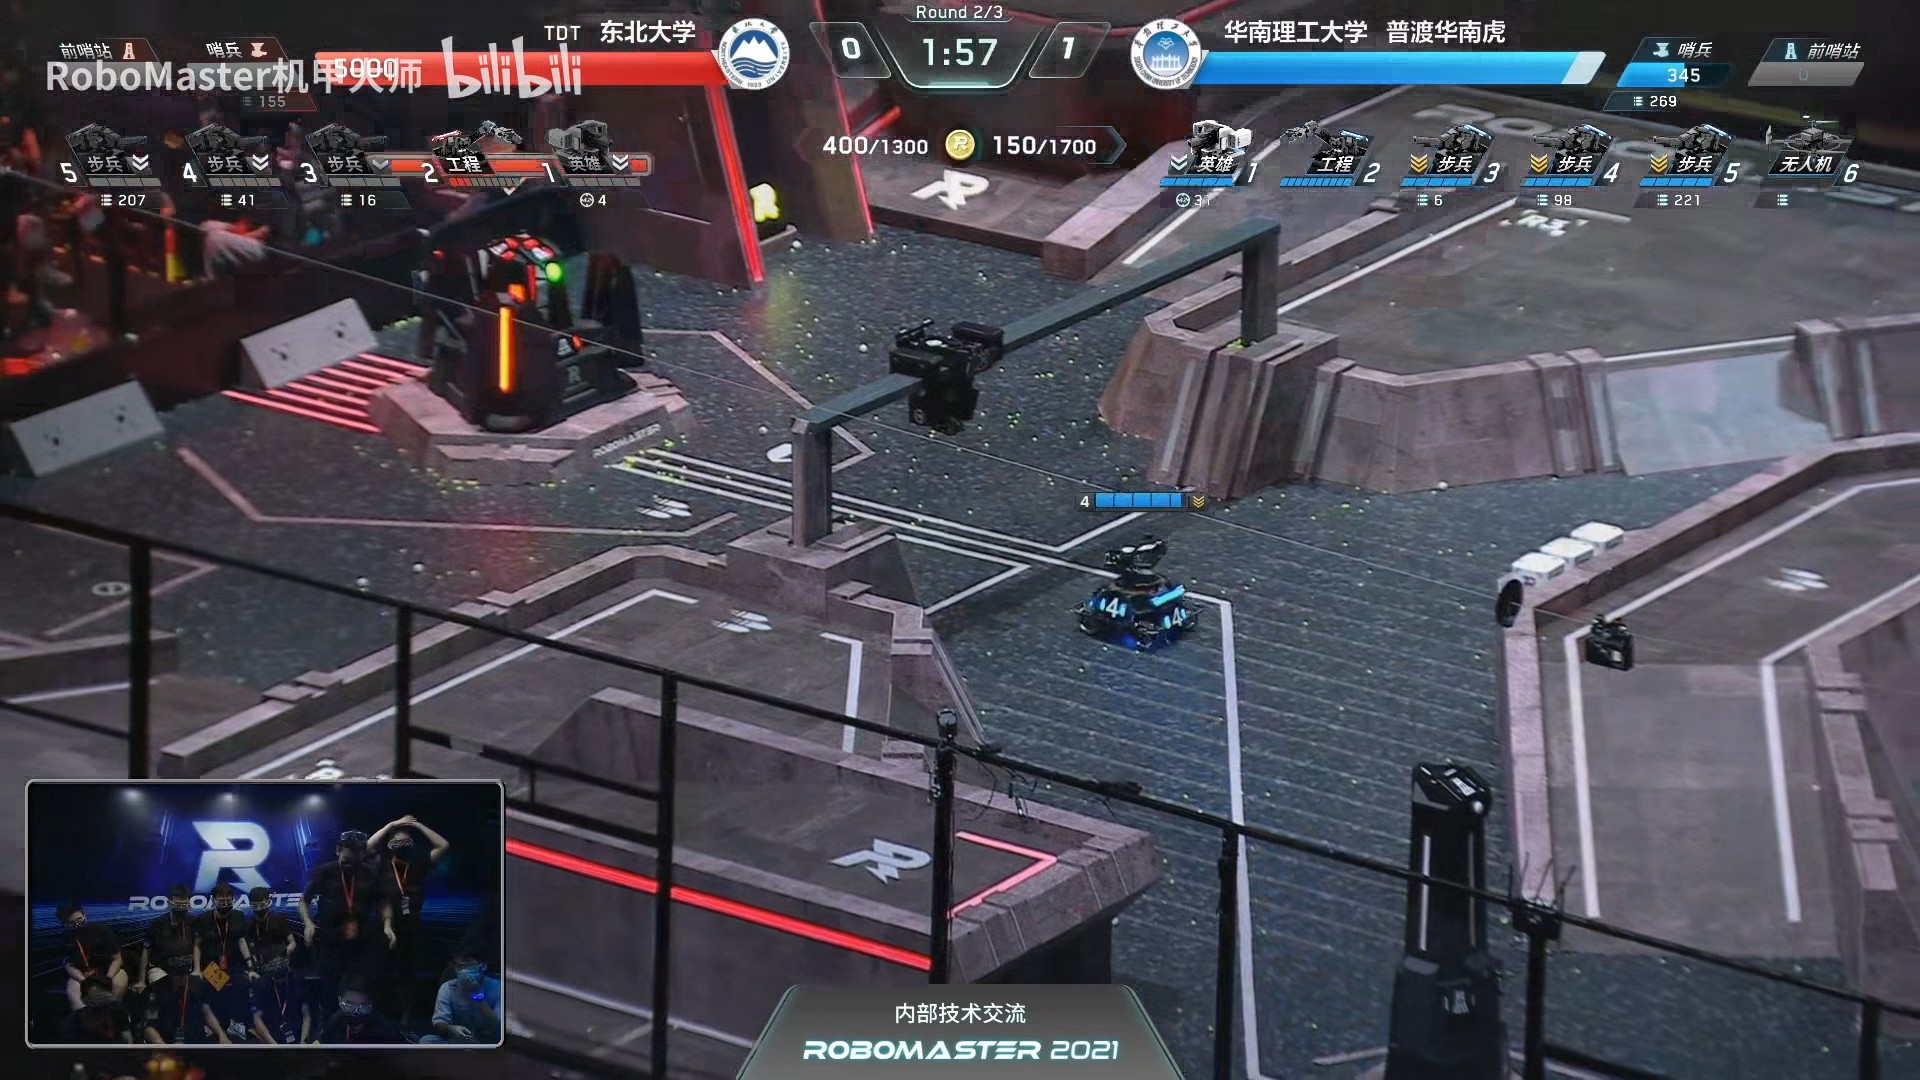 Round 2/3
TDT 东北大学
0
1:57
1
华南理工大学 普渡华南虎
前哨站
哨兵
5000
RoboMaster机甲大师 bilibili
155
哨兵
345
269
前哨站
0
400/1300
150/1700
5 步兵
207
4 步兵
41
3 步兵
16
2 工程
1 英雄
4
英雄 1
工程 2
步兵 3
6
步兵 4
98
步兵 5
221
无人机 6
ROBOMASTER
4
4
4
ROBOMASTER
内部技术交流
ROBOMASTER 2021